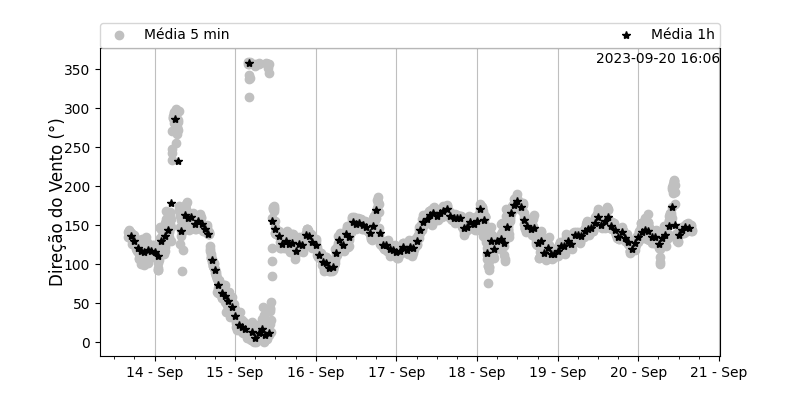 Média 5 min
Média 1h
2023-09-20 16:06
Direção do Vento (°)
350
300
250
200
150
100
50
0
14 - Sep
15 - Sep
16 - Sep
17 - Sep
18 - Sep
19 - Sep
20 - Sep
21 - Sep